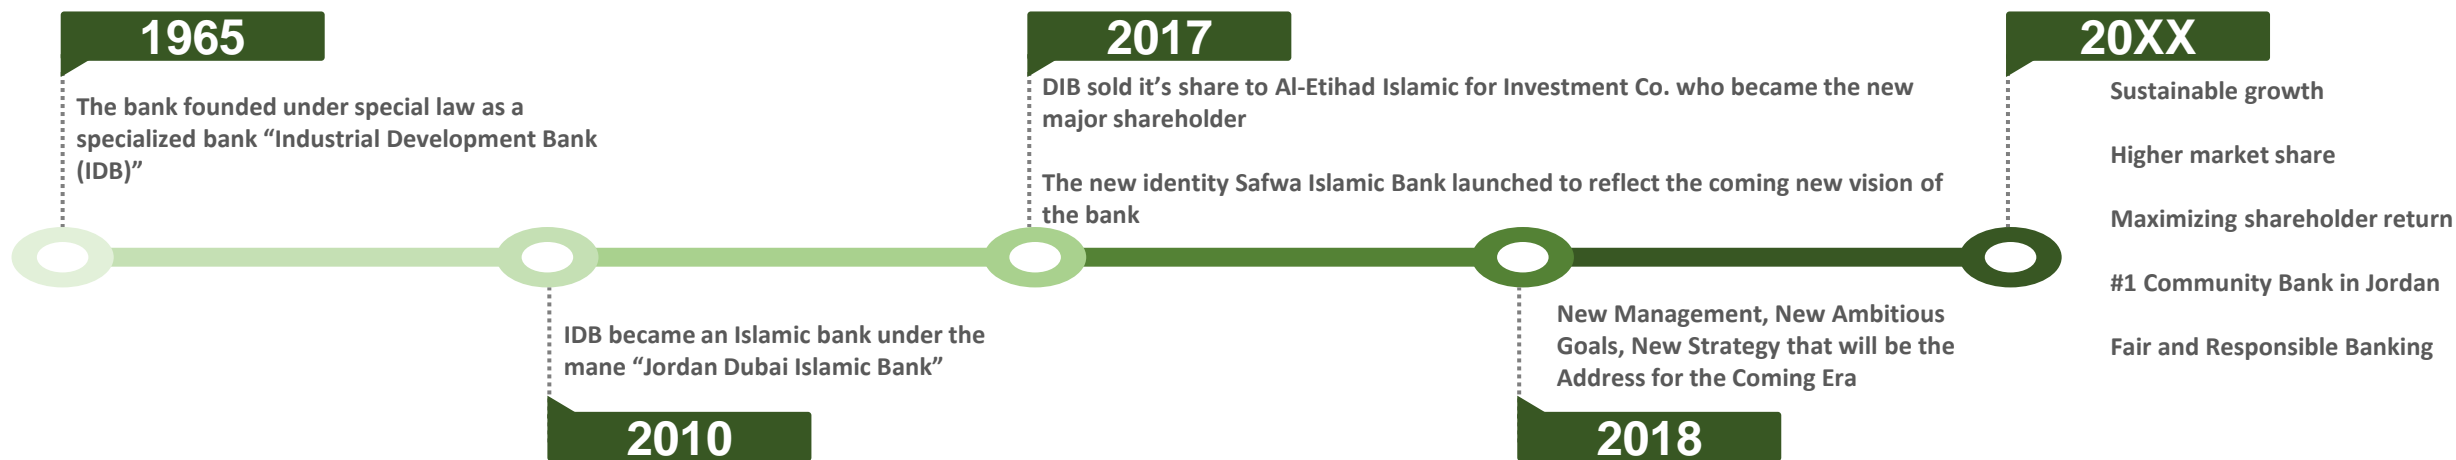 1965
The bank founded under special law as a
specialized bank “Industrial Development Bank
(IDB)”
2010
IDB became an Islamic bank under the
mane “Jordan Dubai Islamic Bank”
2017
DIB sold it’s share to Al-Etihad Islamic for Investment Co. who became the new
major shareholder
The new identity Safwa Islamic Bank launched to reflect the coming new vision of
the bank
2018
New Management, New Ambitious
Goals, New Strategy that will be the
Address for the Coming Era
20XX
Sustainable growth
Higher market share
Maximizing shareholder return
#1 Community Bank in Jordan
Fair and Responsible Banking